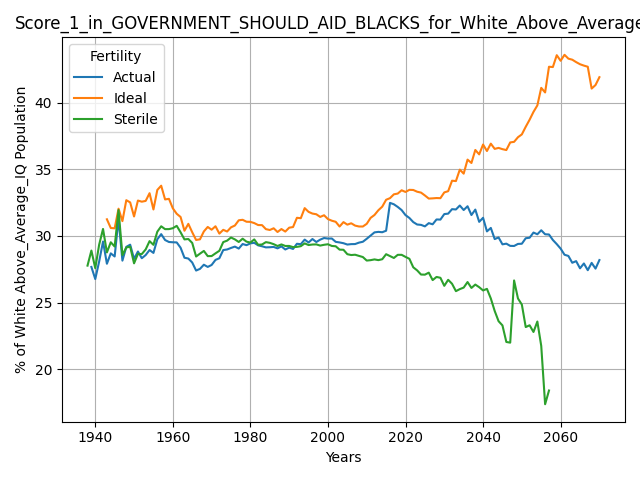 Score_1_in_GOVERNMENT_SHOULD_AID_BLACKS_for_White_Above_Average
Fertility
Actual
Ideal
Sterile
% of White Above_Average_IQ Population
40
35
30
25
20
1940 1960 1980 2000 2020 2040 2060
Years